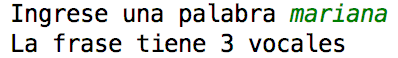 Ingrese una palabra mariana
La frase tiene 3 vocales